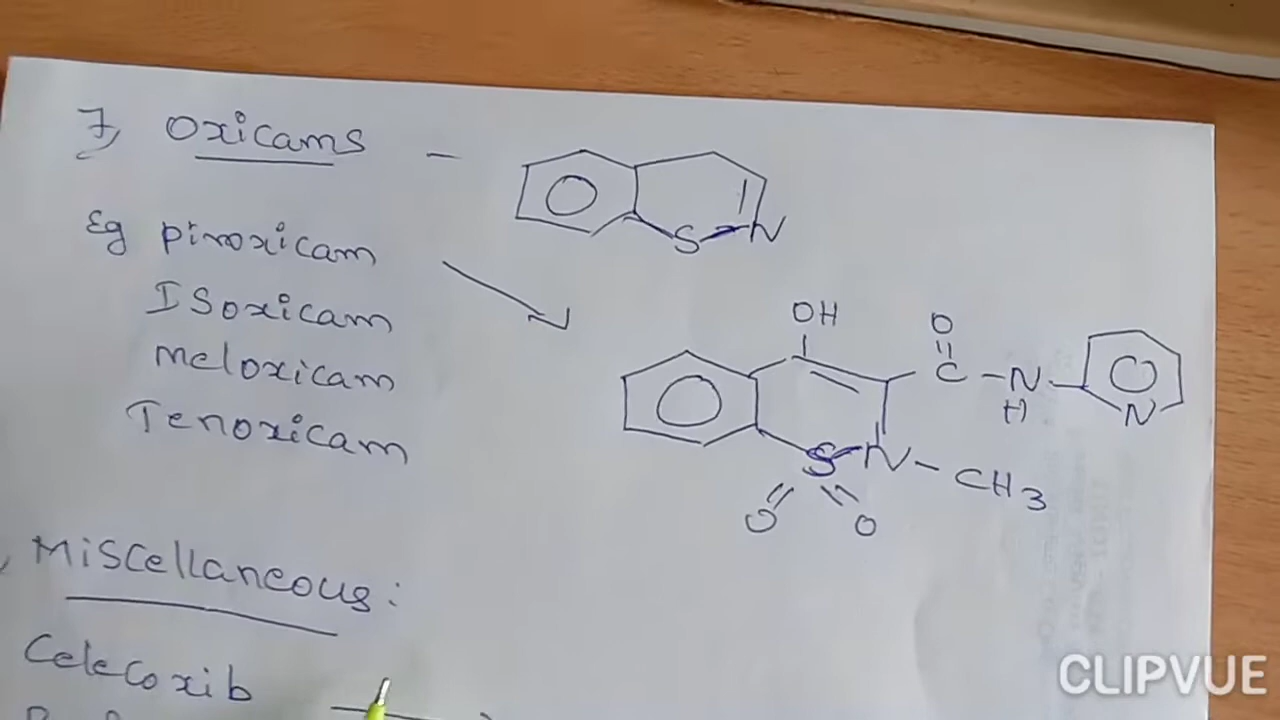 7, Oxicams -
S N
Eg piroxicam
Isoxicam
Meloxicam
Tenoxicam
OH
O
C - N
H
N
S N - CH3
O O
Miscellaneous:
Celecoxib
CLIPVUE